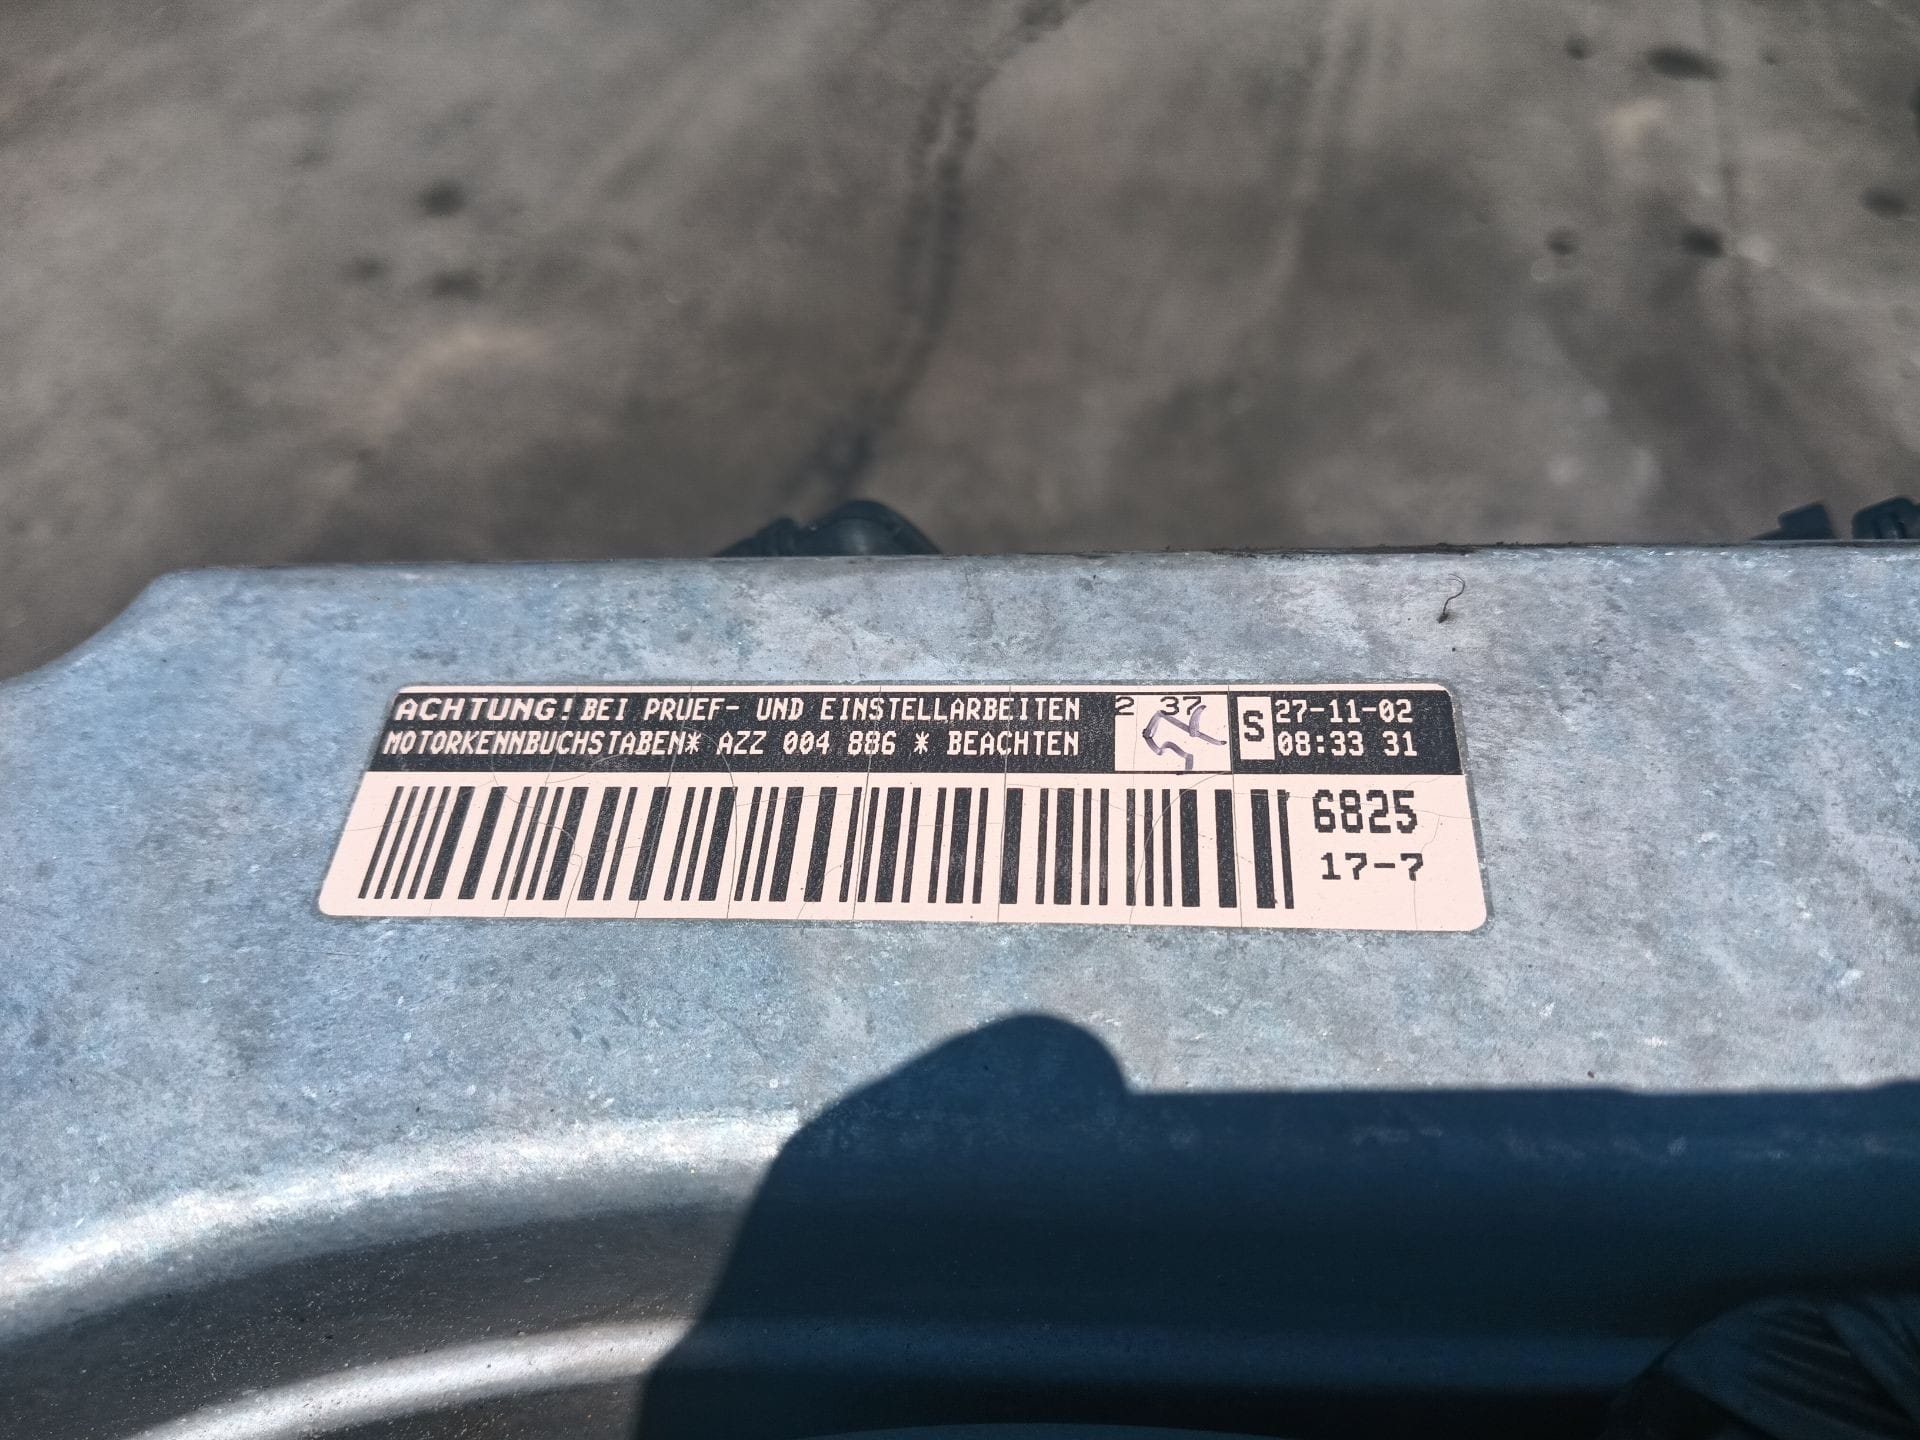 ACHTUNG! BEI PRUEF- UND EINSTELLARBEITEN
MOTORKENNBUCHSTABEN* AZZ 004 886 * BEACHTEN
2 37
S
27-11-02
08:33 31
6825
17-7